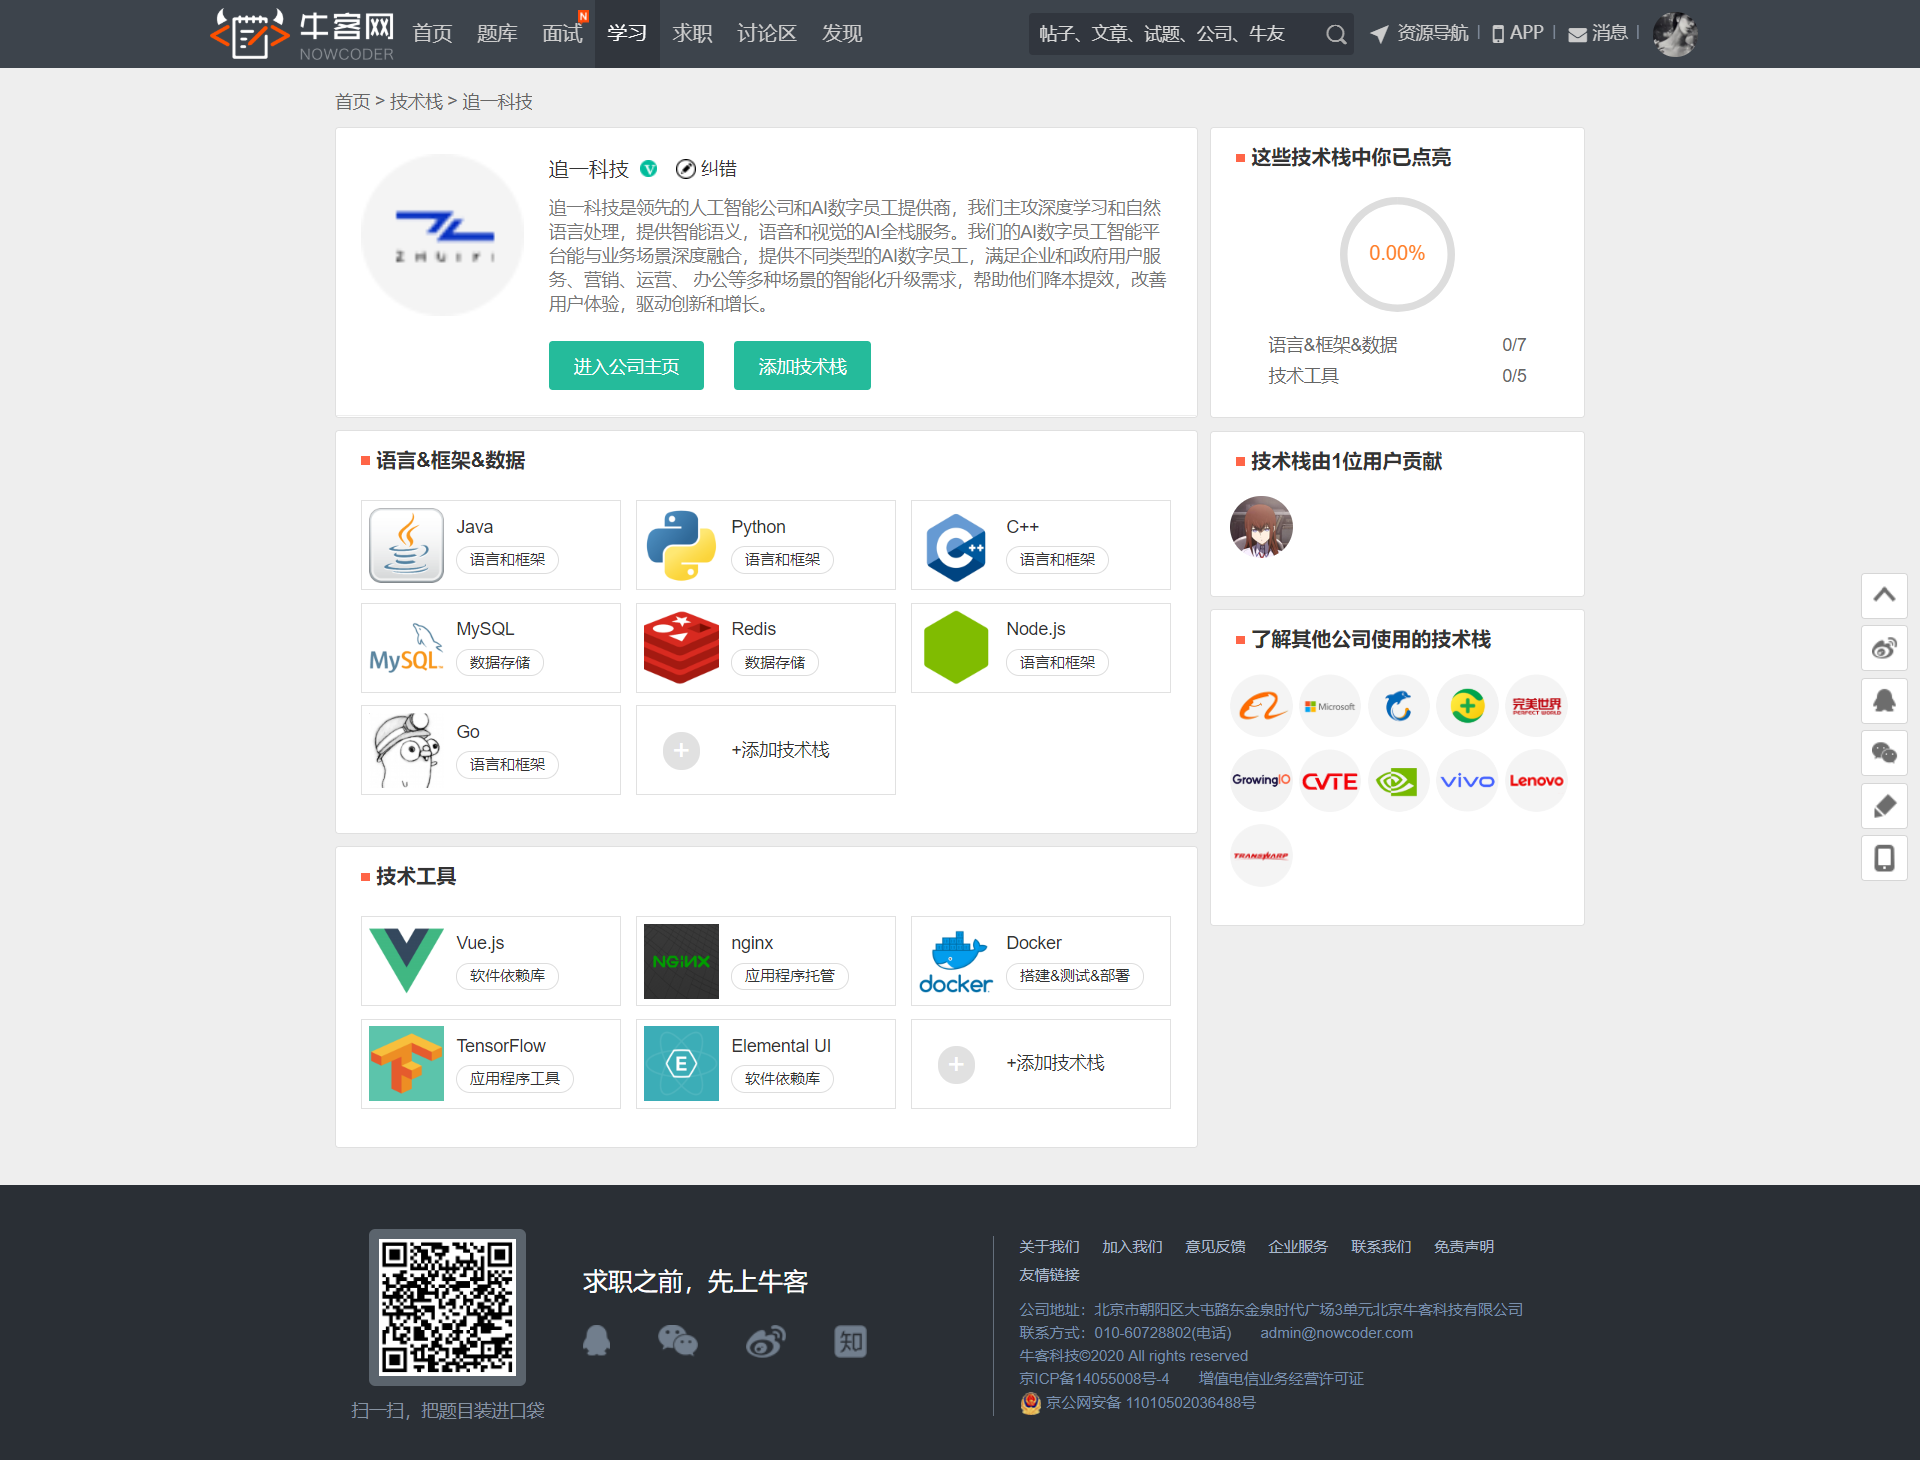 牛客网
NOWCODER
首页
题库
面试
N
学习
求职
讨论区
发现
帖子、文章、试题、公司、牛友
资源导航
APP
消息
首页 > 技术栈 > 追一科技
ZHUIYI
追一科技
V
纠错
追一科技是领先的人工智能公司和AI数字员工提供商，我们主攻深度学习和自然
语言处理，提供智能语义，语音和视觉的AI全栈服务。我们的AI数字员工智能平
台能与业务场景深度融合，提供不同类型的AI数字员工，满足企业和政府用户服
务、营销、运营、 办公等多种场景的智能化升级需求，帮助他们降本提效，改善
用户体验，驱动创新和增长。
进入公司主页
添加技术栈
这些技术栈中你已点亮
0.00%
语言&框架&数据 0/7
技术工具 0/5
语言&框架&数据
Java
语言和框架
Python
语言和框架
C++
语言和框架
MySQL
MySQL
数据存储
Redis
数据存储
Node.js
语言和框架
Go
语言和框架
+添加技术栈
技术栈由1位用户贡献
了解其他公司使用的技术栈
Microsoft
完美世界
PERFECT WORLD
GrowingIO
CVTE
vivo
Lenovo
TRANSWARP
技术工具
Vue.js
软件依赖库
NGINX
nginx
应用程序托管
docker
Docker
搭建&测试&部署
TensorFlow
应用程序工具
E
Elemental UI
软件依赖库
+添加技术栈
扫一扫，把题目装进口袋
求职之前，先上牛客
知
关于我们 加入我们 意见反馈 企业服务 联系我们 免责声明
友情链接
公司地址：北京市朝阳区大屯路东金泉时代广场3单元北京牛客科技有限公司
联系方式：010-60728802(电话) admin@nowcoder.com
牛客科技©2020 All rights reserved
京ICP备14055008号-4 增值电信业务经营许可证
京公网安备 11010502036488号